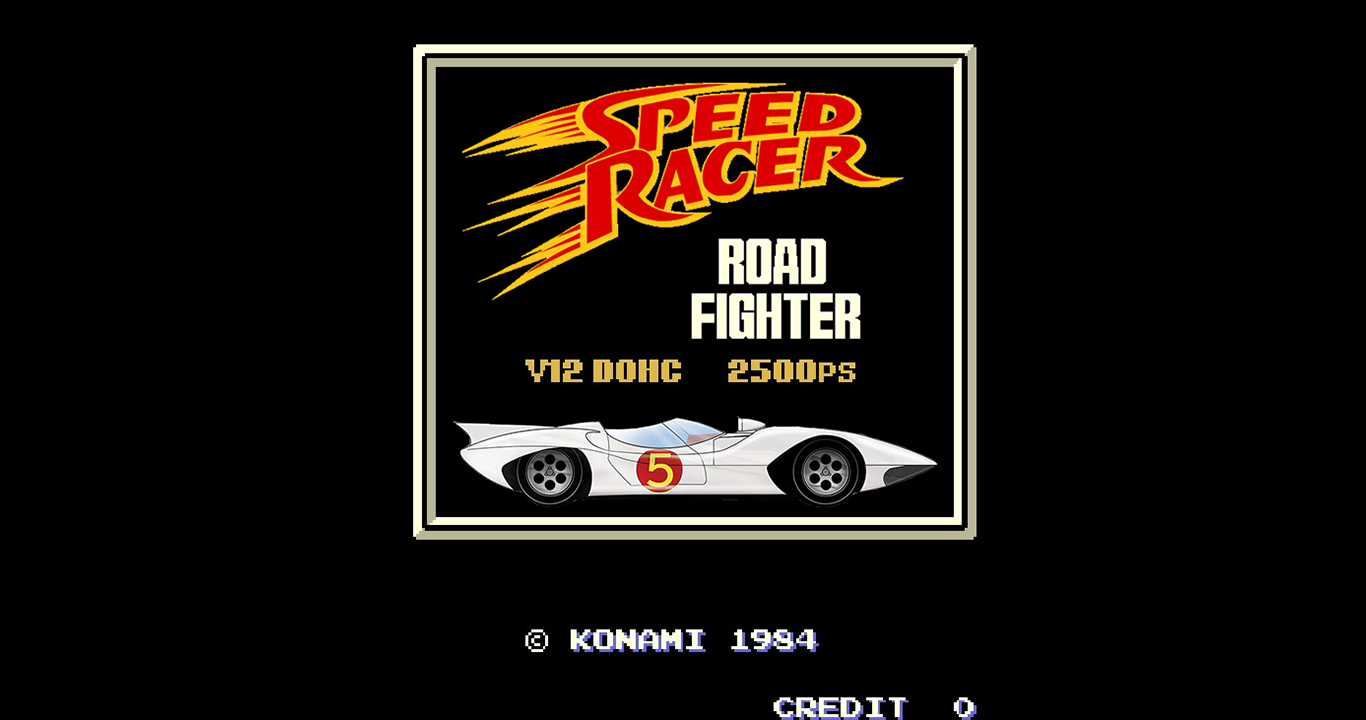 SPEED
RACER
ROAD
FIGHTER
V12 DOHC 2500PS
5
© KONAMI 1984
CREDIT 0